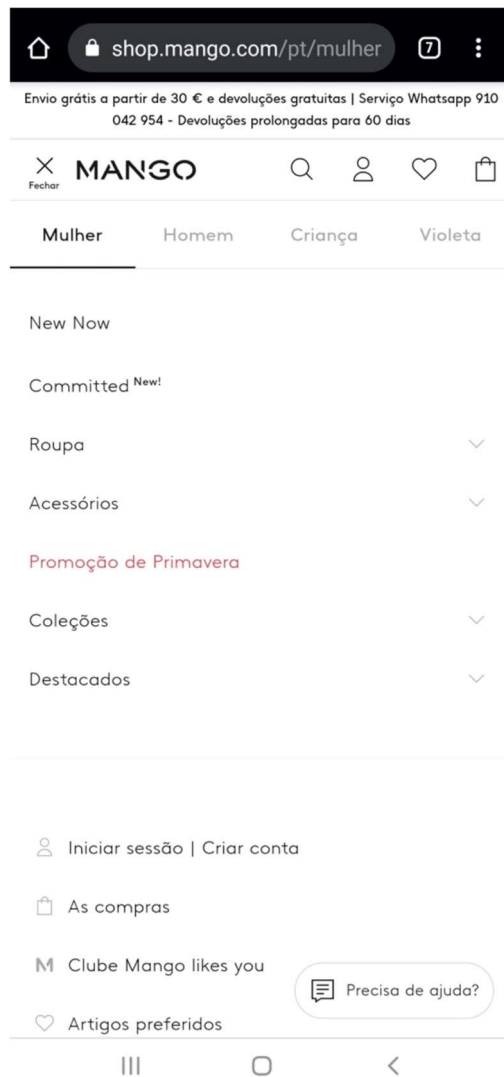 shop.mango.com/pt/mulher 7
Envio grátis a partir de 30 € e devoluções gratuitas | Serviço Whatsapp 910
042 954 - Devoluções prolongadas para 60 dias
Fechar MANGO
Mulher Homem Criança Violeta
New Now
Committed New!
Roupa
Acessórios
Promoção de Primavera
Coleções
Destacados
Iniciar sessão | Criar conta
As compras
M Clube Mango likes you
Precisa de ajuda?
Artigos preferidos